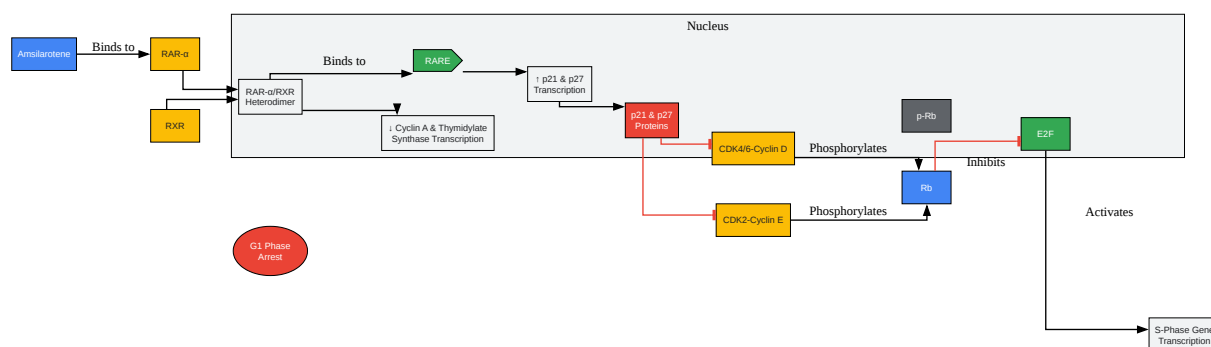 Nucleus
Amsilarotene
Binds to
RAR-α
RXR
RAR-α/RXR
Heterodimer
Binds to
RARE
↑ p21 & p27
Transcription
↓ Cyclin A & Thymidylate
Synthase Transcription
p21 & p27
Proteins
CDK4/6-Cyclin D
Phosphorylates
p-Rb
E2F
Inhibits
Rb
CDK2-Cyclin E
Phosphorylates
Activates
G1 Phase
Arrest
S-Phase Gene
Transcription